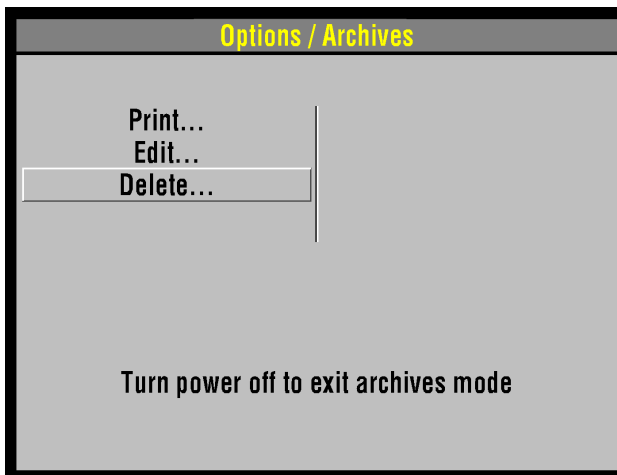 Options / Archives
Print...
Edit...
Delete...
Turn power off to exit archives mode